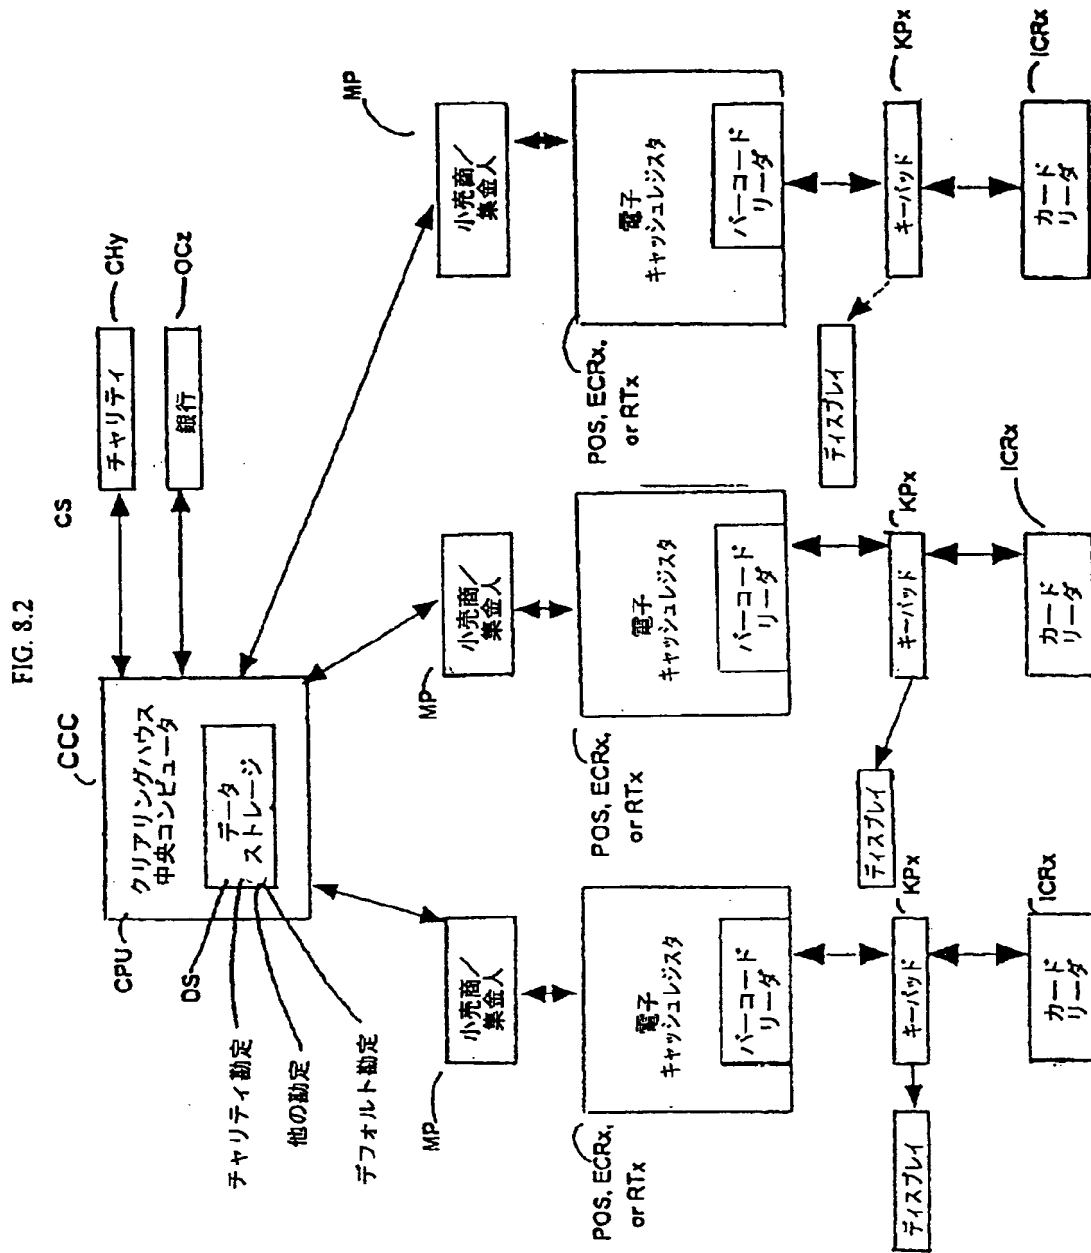 FIG. 8.2
CCC
CPU
クリアリングハウス
中央コンピュータ
データ
ストレージ
DS
チャリティ勘定
他の勘定
デフォルト勘定
CS
チャリティ
CHy
銀行
OCz
MP
小売商／
集金人
MP
小売商／
集金人
MP
小売商／
集金人
POS, ECRx,
or RTx
電子
キャッシュレジスタ
バーコード
リーダ
POS, ECRx,
or RTx
電子
キャッシュレジスタ
バーコード
リーダ
POS, ECRx,
or RTx
電子
キャッシュレジスタ
バーコード
リーダ
ディスプレイ
キーパッド
KPx
ディスプレイ
キーパッド
KPx
ディスプレイ
キーパッド
KPx
カード
リーダ
ICRx
カード
リーダ
ICRx
カード
リーダ
ICRx